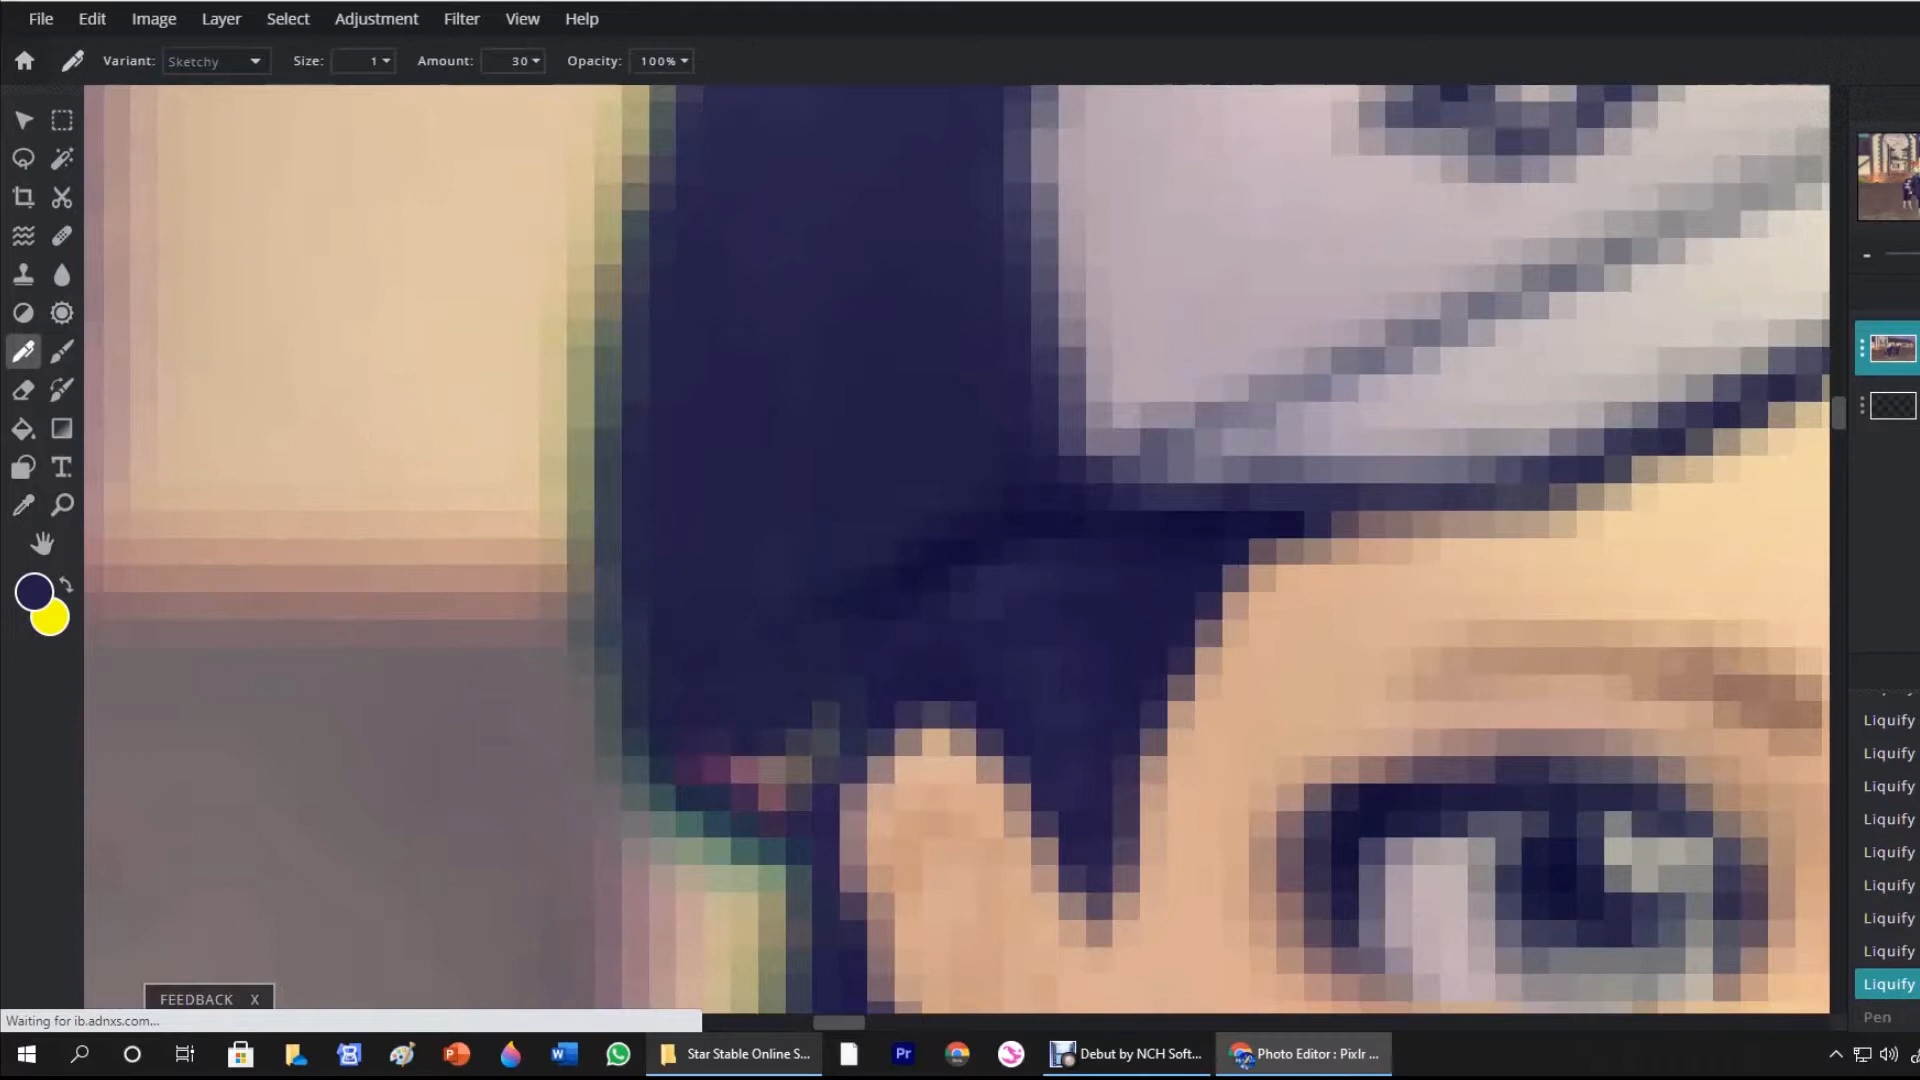 File Edit Image Layer Select Adjustment Filter View Help
Variant: Sketchy Size: 1 Amount: 30 Opacity: 100%
T
Liquify
Liquify
Liquify
Liquify
Liquify
Liquify
Liquify
Liquify
Liquify
Pen
FEEDBACK X
Waiting for ib.adnxs.com...
Star Stable Online S...
Pr
Debut by NCH Soft...
Photo Editor : Pixlr ...